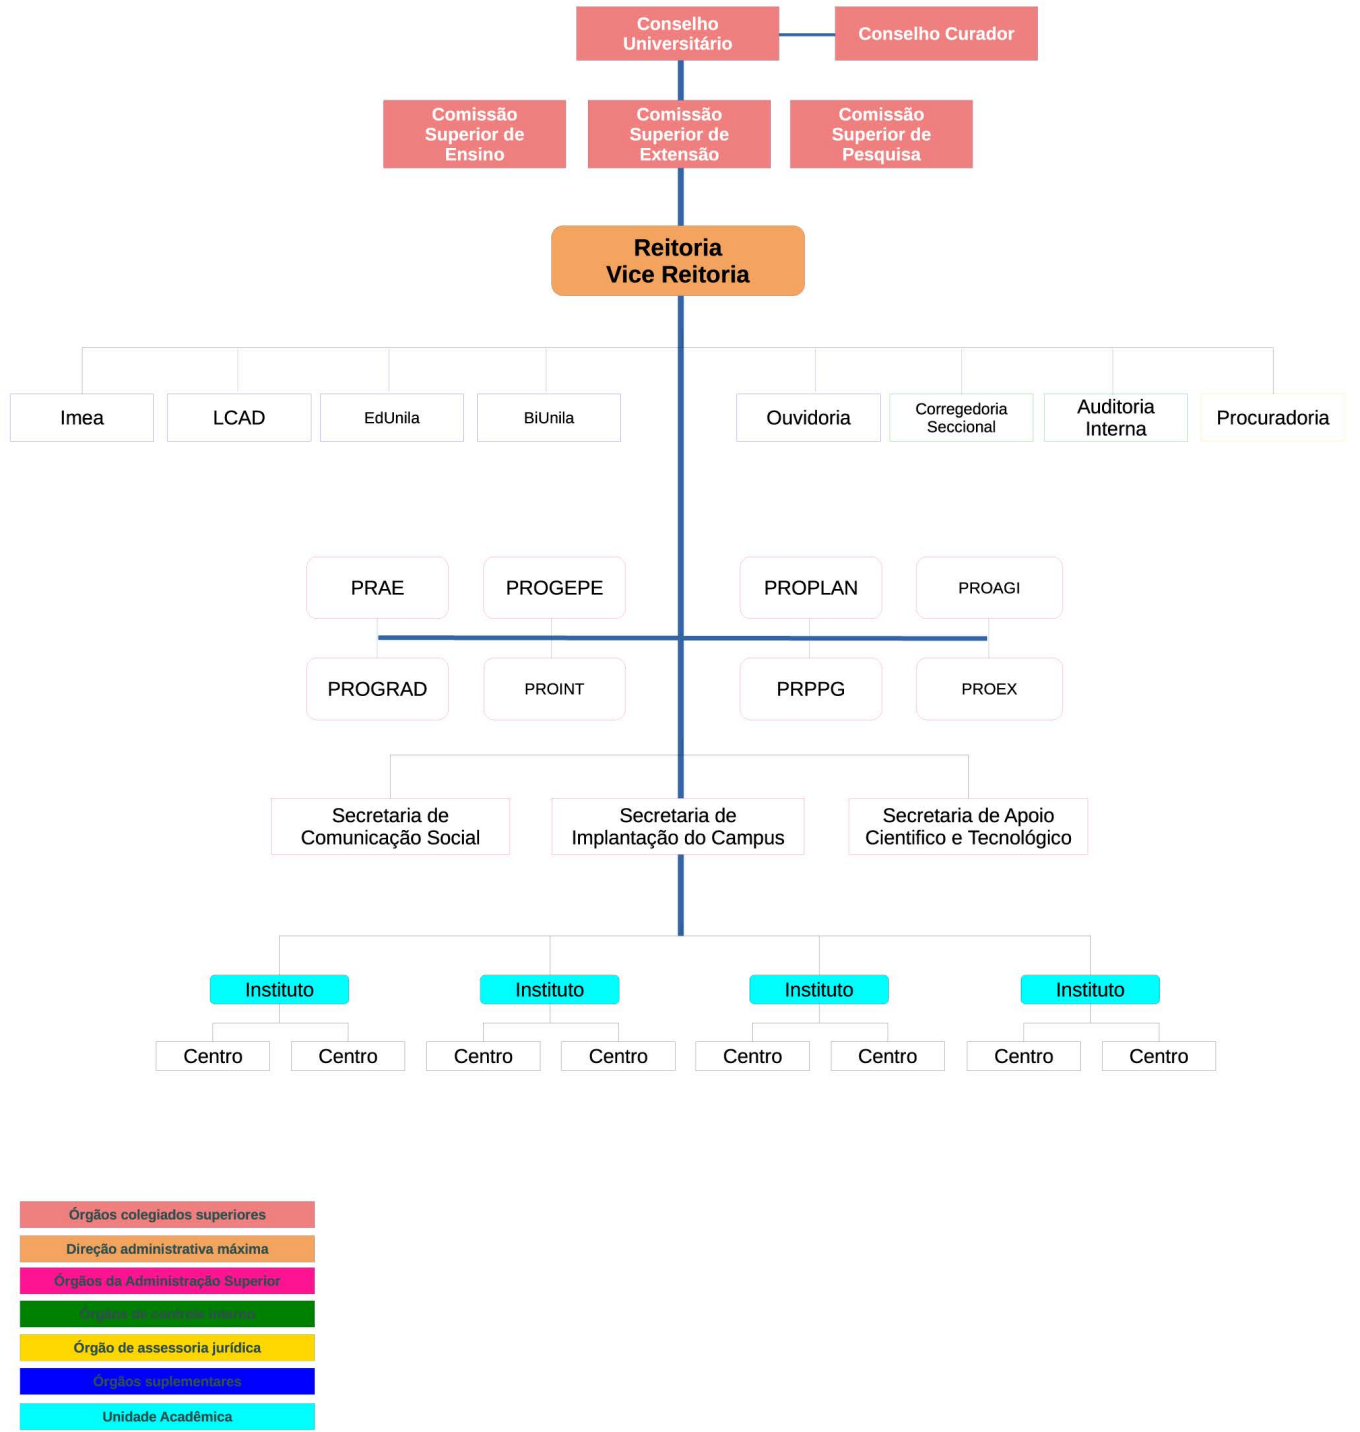 Conselho
Universitário
Conselho Curador
Comissão
Superior de
Ensino
Comissão
Superior de
Extensão
Comissão
Superior de
Pesquisa
Reitoria
Vice Reitoria
Imea
LCAD
EdUnila
BiUnila
Ouvidoria
Corregedoria
Seccional
Auditoria
Interna
Procuradoria
PRAE
PROGEPE
PROPLAN
PROAGI
PROGRAD
PROINT
PRPPG
PROEX
Secretaria de
Comunicação Social
Secretaria de
Implantação do Campus
Secretaria de Apoio
Cientifico e Tecnológico
Instituto
Instituto
Instituto
Instituto
Centro
Centro
Centro
Centro
Centro
Centro
Centro
Centro
Órgãos colegiados superiores
Direção administrativa máxima
Órgãos da Administração Superior
Órgãos de controle interno
Órgão de assessoria jurídica
Órgãos suplementares
Unidade Acadêmica